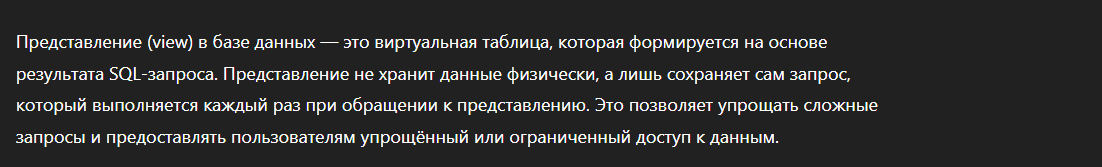 Представление (view) в базе данных — это виртуальная таблица, которая формируется на основе
результата SQL-запроса. Представление не хранит данные физически, а лишь сохраняет сам запрос,
который выполняется каждый раз при обращении к представлению. Это позволяет упрощать сложные
запросы и предоставлять пользователям упрощённый или ограниченный доступ к данным.